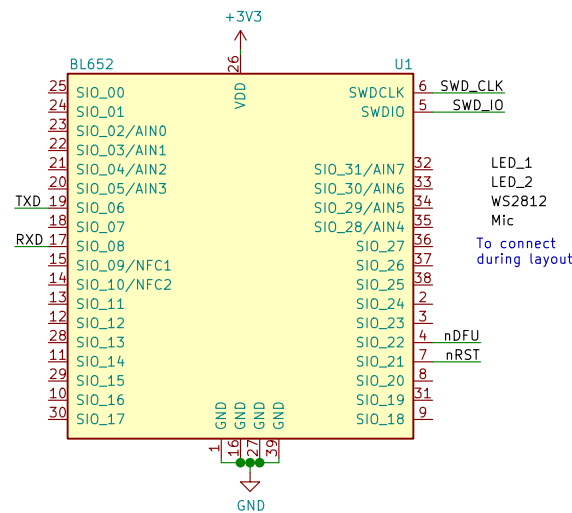 +3V3
BL652 U1
26
VDD
25 SIO_00 SWDCLK 6 SWD_CLK
24 SIO_01 SWDIO 5 SWD_IO
23 SIO_02/AIN0
22 SIO_03/AIN1
21 SIO_04/AIN2 SIO_31/AIN7 32 LED_1
20 SIO_05/AIN3 SIO_30/AIN6 33 LED_2
TXD 19 SIO_06 SIO_29/AIN5 34 WS2812
18 SIO_07 SIO_28/AIN4 35 Mic
RXD 17 SIO_08 SIO_27 36 To connect
15 SIO_09/NFC1 SIO_26 37 during layout
14 SIO_10/NFC2 SIO_25 38
13 SIO_11 SIO_24 2
12 SIO_12 SIO_23 3
28 SIO_13 SIO_22 4 nDFU
11 SIO_14 SIO_21 7 nRST
29 SIO_15 SIO_20 8
10 SIO_16 SIO_19 31
30 SIO_17 SIO_18 9
GND GND GND GND
1 16 27 39
GND